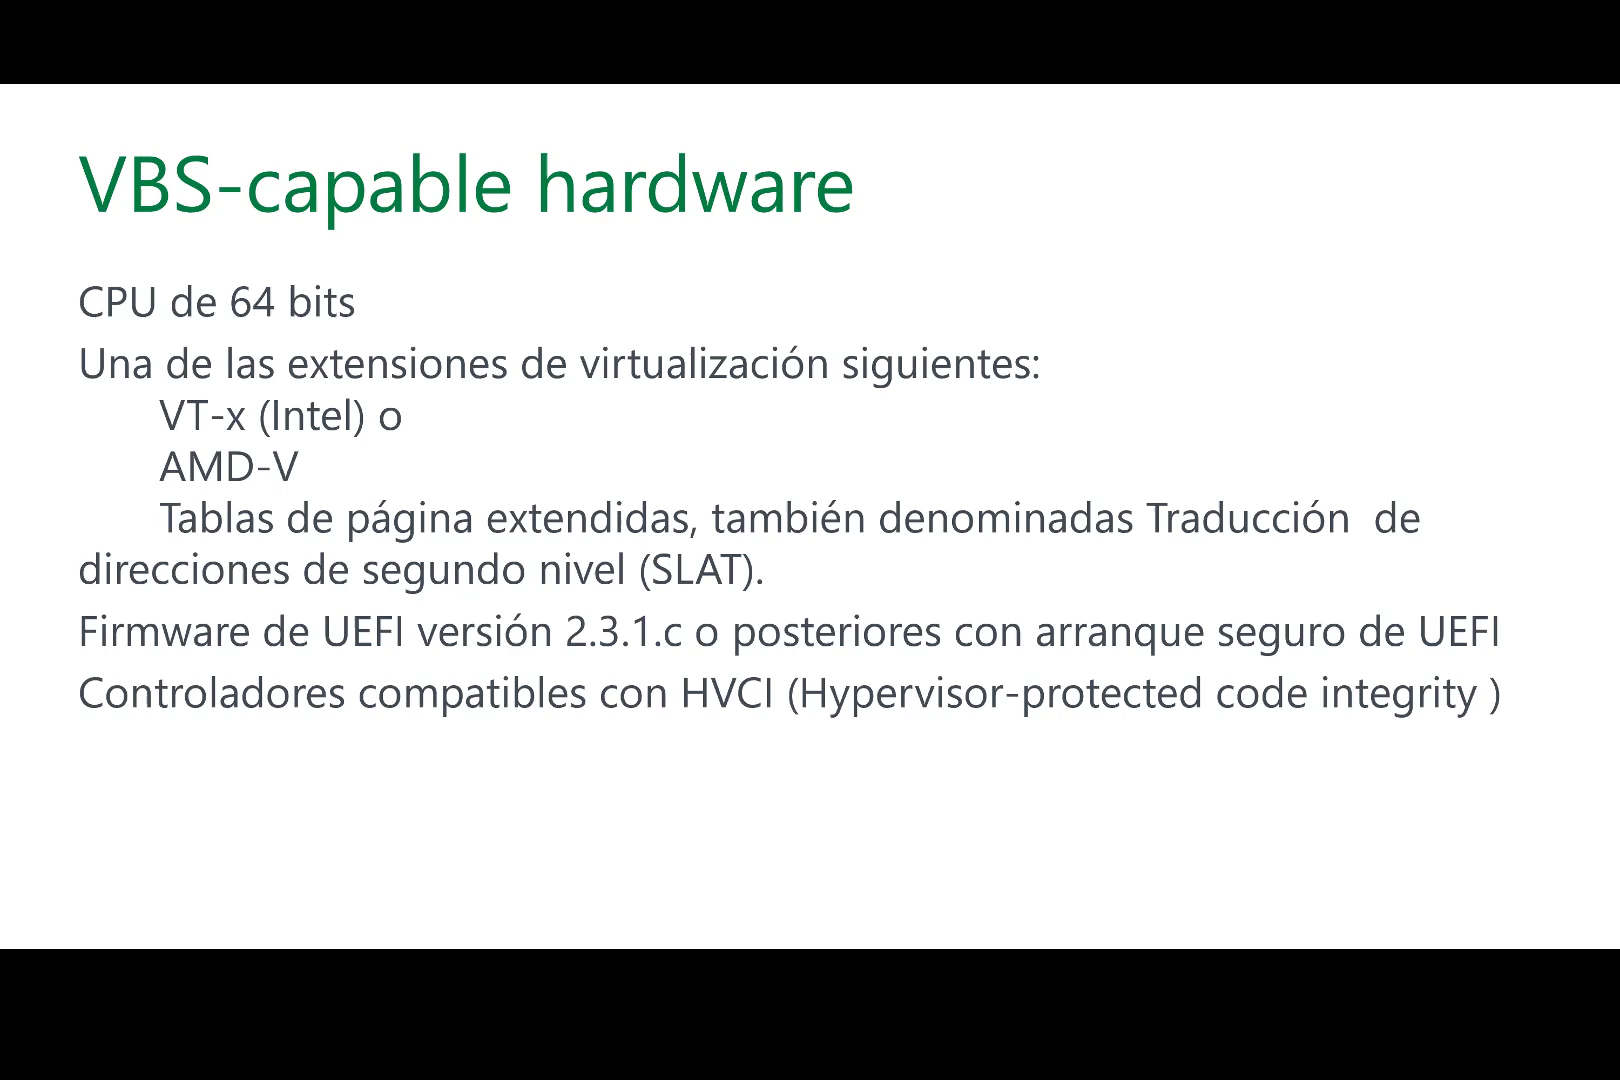 VBS-capable hardware
CPU de 64 bits
Una de las extensiones de virtualización siguientes:
VT-x (Intel) o
AMD-V
Tablas de página extendidas, también denominadas Traducción  de
direcciones de segundo nivel (SLAT).
Firmware de UEFI versión 2.3.1.c o posteriores con arranque seguro de UEFI
Controladores compatibles con HVCI (Hypervisor-protected code integrity )